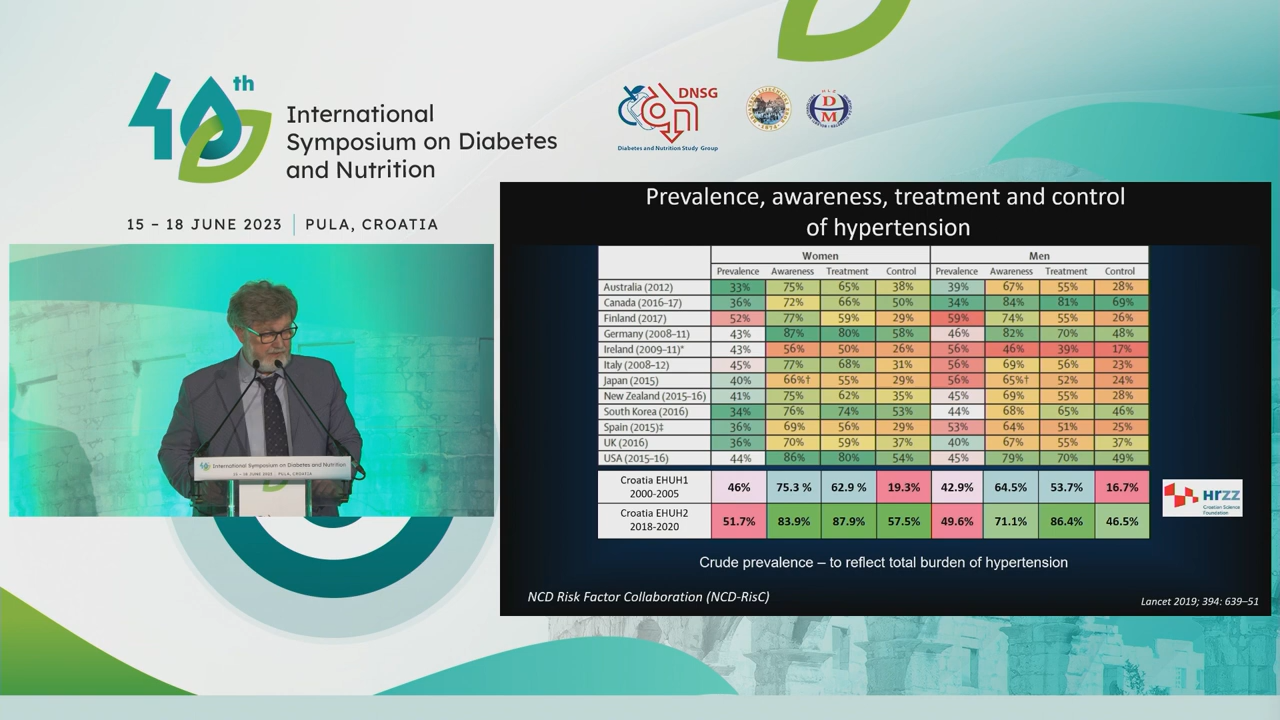 40th
International
Symposium on Diabetes
and Nutrition
15 – 18 JUNE 2023 | PULA, CROATIA
DNSG
Diabetes and Nutrition Study Group
D
M
International Symposium on Diabetes and Nutrition
15 – 18 JUNE 2023 | PULA, CROATIA
Prevalence, awareness, treatment and control
of hypertension
Women Men
Prevalence Awareness Treatment Control Prevalence Awareness Treatment Control
Australia (2012) 33% 75% 65% 38% 39% 67% 55% 28%
Canada (2016–17) 36% 72% 66% 50% 34% 84% 81% 69%
Finland (2017) 52% 77% 59% 29% 59% 74% 55% 26%
Germany (2008–11) 43% 87% 80% 58% 46% 82% 70% 48%
Ireland (2009–11)* 43% 56% 50% 26% 56% 46% 39% 17%
Italy (2008–12) 45% 77% 68% 31% 56% 69% 56% 23%
Japan (2015) 40% 66%† 55% 29% 56% 65%† 52% 24%
New Zealand (2015-16) 41% 75% 62% 35% 45% 69% 55% 28%
South Korea (2016) 34% 76% 74% 53% 44% 68% 65% 46%
Spain (2015)‡ 36% 69% 56% 29% 53% 64% 51% 25%
UK (2016) 36% 70% 59% 37% 40% 67% 55% 37%
USA (2015–16) 44% 86% 80% 54% 45% 79% 70% 49%
Croatia EHUH1
2000-2005 46% 75.3 % 62.9 % 19.3% 42.9% 64.5% 53.7% 16.7%
Croatia EHUH2
2018-2020 51.7% 83.9% 87.9% 57.5% 49.6% 71.1% 86.4% 46.5%
HRZZ
Croatian Science
Foundation
Crude prevalence – to reflect total burden of hypertension
NCD Risk Factor Collaboration (NCD-RisC)
Lancet 2019; 394: 639–51